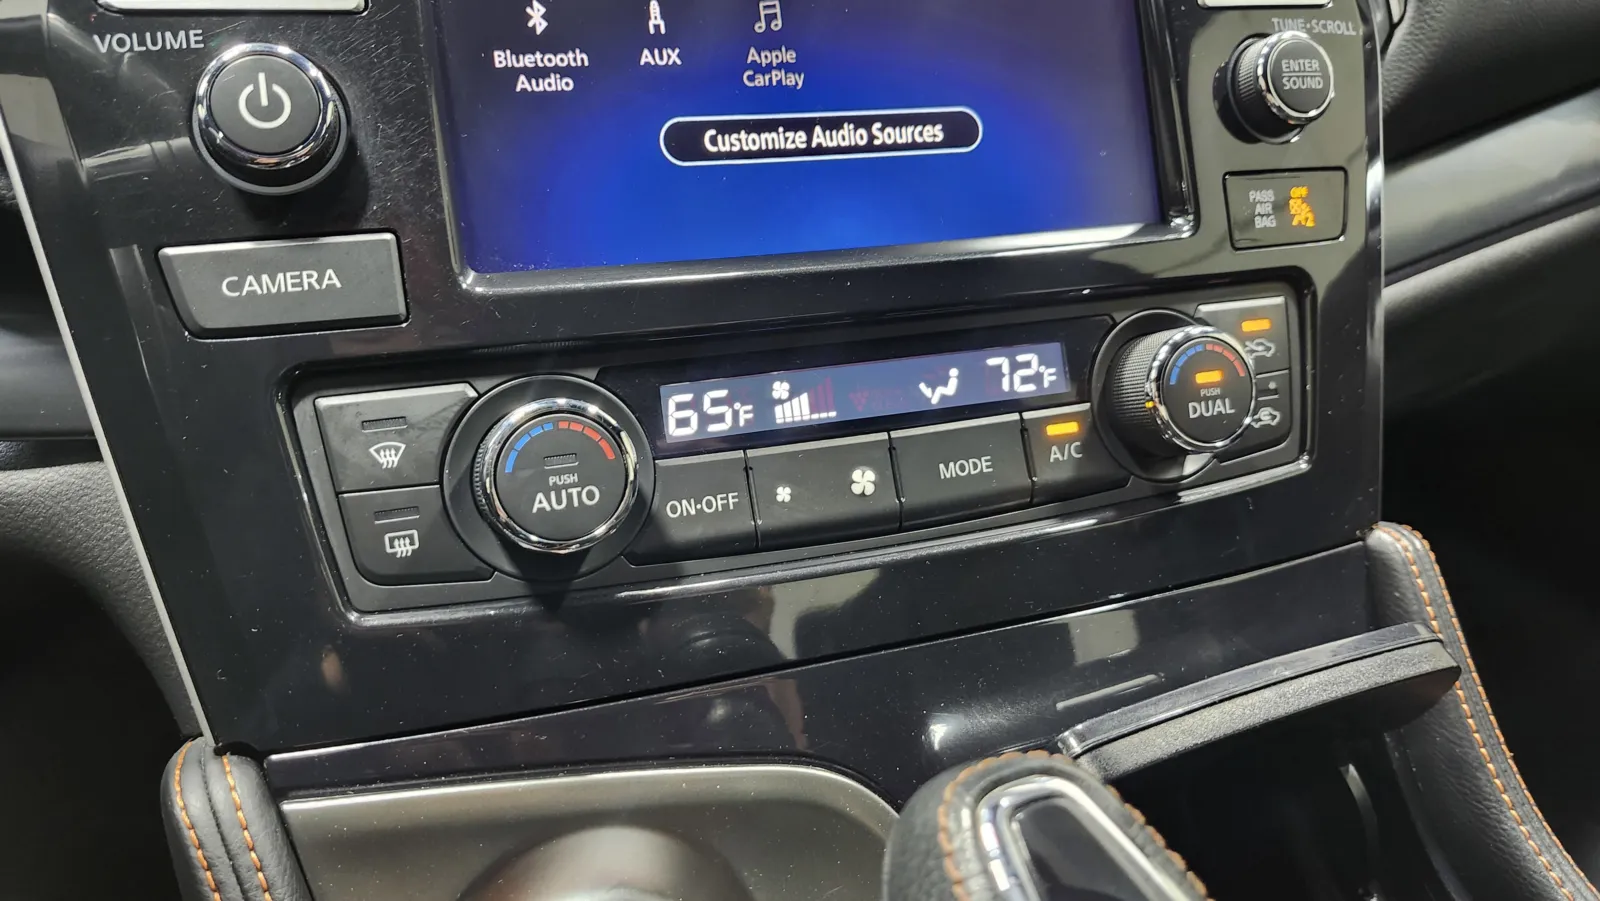 VOLUME
TUNE·SCROLL
Bluetooth
Audio
AUX
Apple
CarPlay
ENTER
SOUND
Customize Audio Sources
PASS
AIR
BAG
OFF
2
CAMERA
65°F
72°F
PUSH
DUAL
PUSH
AUTO
ON·OFF
MODE
A/C